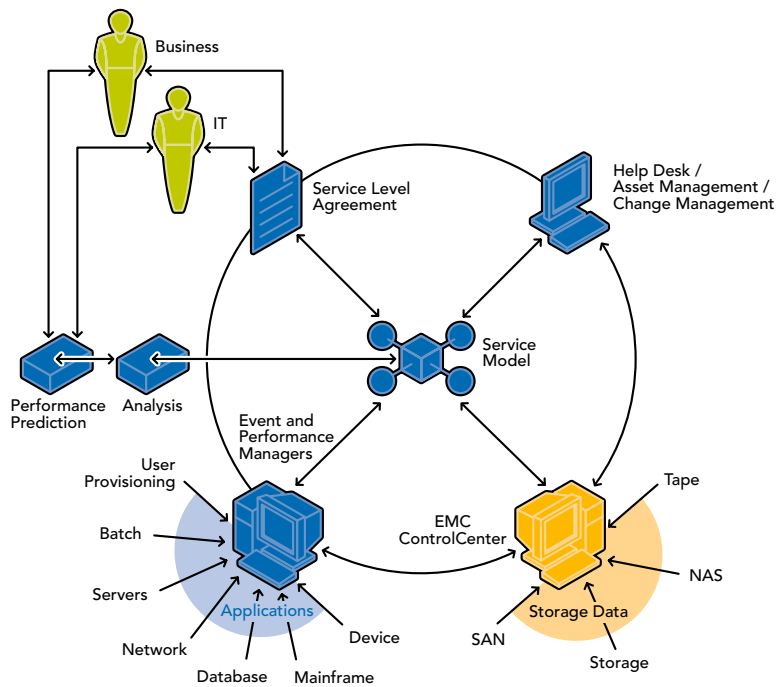 Business
IT
Service Level
Agreement
Help Desk /
Asset Management /
Change Management
Service
Model
Performance
Prediction
Analysis
Event and
Performance
Managers
User
Provisioning
Batch
Servers
Network
Database
Mainframe
Device
Applications
EMC
ControlCenter
Tape
NAS
Storage Data
SAN
Storage